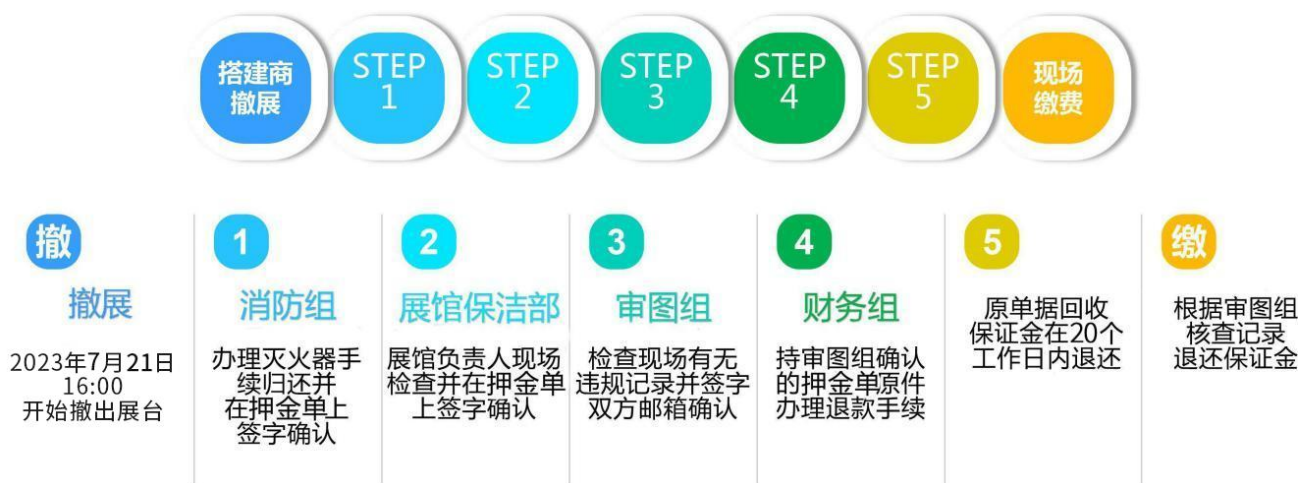 搭建商
撤展
STEP
1
STEP
2
STEP
3
STEP
4
STEP
5
现场
缴费
撤
撤展
2023年7月21日
16:00
开始撤出展台
1
消防组
办理灭火器手
续归还并
在押金单上
签字确认
2
展馆保洁部
展馆负责人现场
检查并在押金单
上签字确认
3
审图组
检查现场有无
违规记录并签字
双方邮箱确认
4
财务组
持审图组确认
的押金单原件
办理退款手续
5
原单据回收
保证金在20个
工作日内退还
缴
根据审图组
核查记录
退还保证金